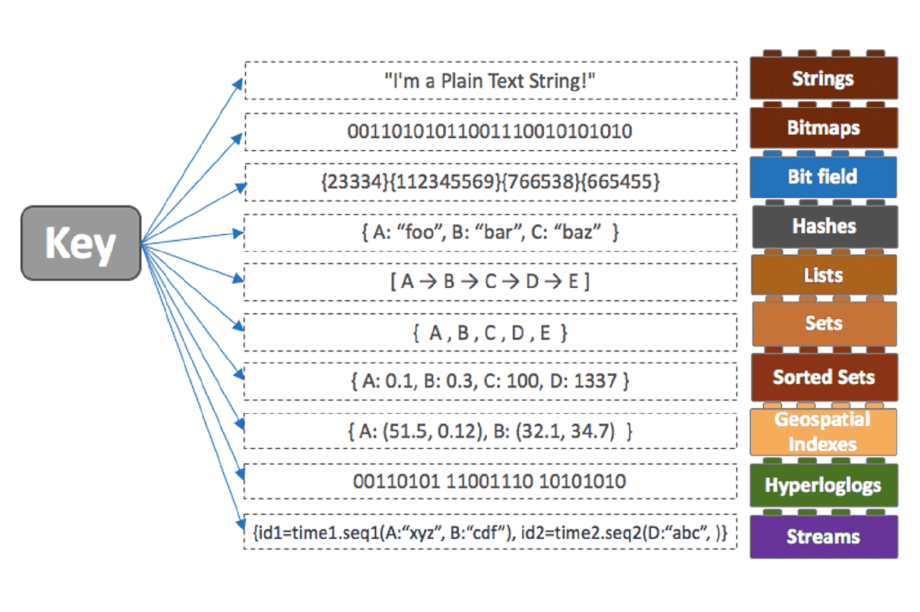 Key
"I'm a Plain Text String!"
Strings
00110101011001110010101010
Bitmaps
{23334}{112345569}{766538}{665455}
Bit field
{ A: “foo”, B: “bar”, C: “baz” }
Hashes
[ A → B → C → D → E ]
Lists
{ A , B , C , D , E }
Sets
{ A: 0.1, B: 0.3, C: 100, D: 1337 }
Sorted Sets
{ A: (51.5, 0.12), B: (32.1, 34.7) }
Geospatial
Indexes
00110101 11001110 10101010
Hyperloglogs
{id1=time1.seq1(A:“xyz”, B:“cdf”), id2=time2.seq2(D:“abc”, )}
Streams